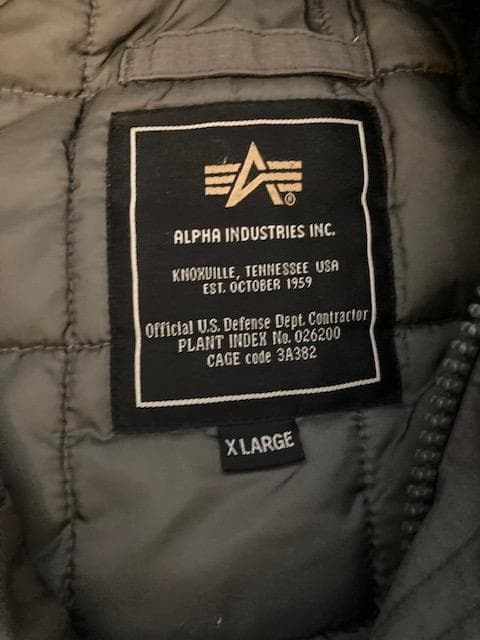 ALPHA INDUSTRIES INC.
KNOXVILLE, TENNESSEE USA
EST. OCTOBER 1959
Official U.S. Defense Dept. Contractor
PLANT INDEX No. 026200
CAGE code 3A382
X LARGE